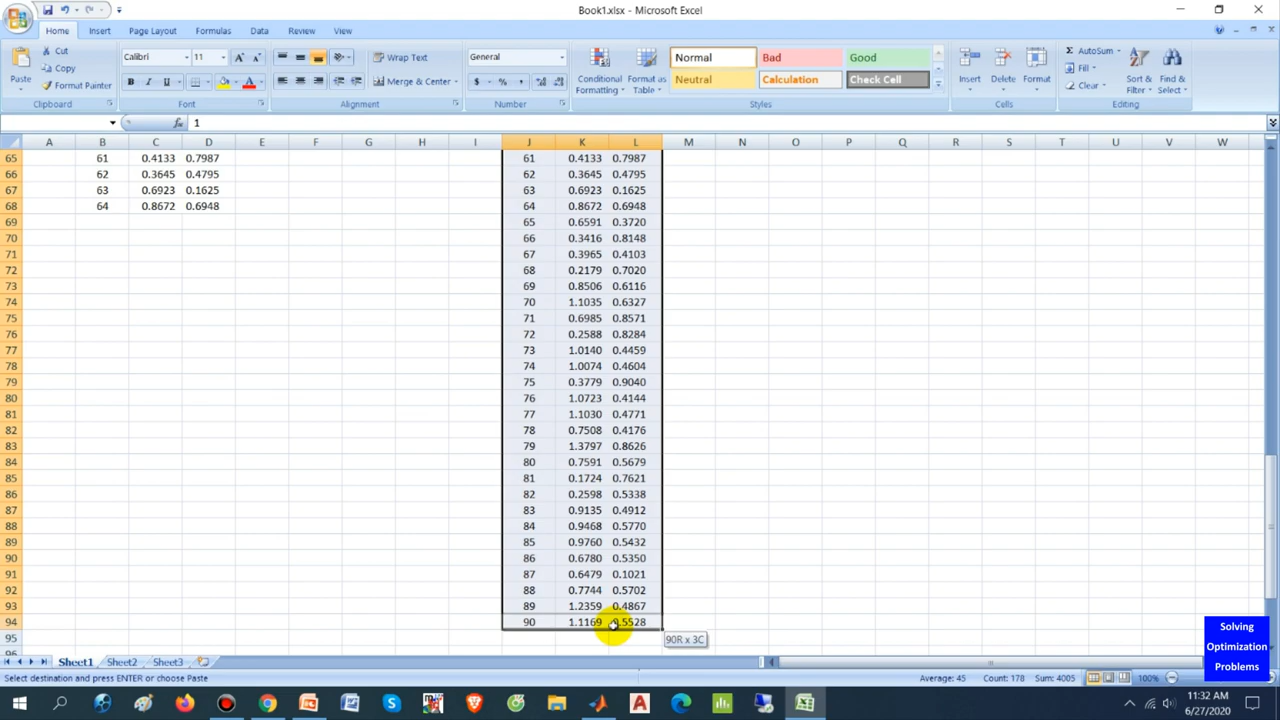 Book1.xlsx - Microsoft Excel
Home Insert Page Layout Formulas Data Review View
Paste Cut Copy Format Painter Clipboard
Calibri 11 B I U Font
Wrap Text Merge & Center Alignment
General $ % , Number
Conditional Formatting Format as Table
Normal Bad Good
Neutral Calculation Check Cell
Styles
Insert Delete Format Cells
AutoSum Fill Clear Sort & Filter Find & Select Editing
fx 1
A B C D E F G H I J K L M N O P Q R S T U V W
65 61 0.4133 0.7987 61 0.4133 0.7987
66 62 0.3645 0.4795 62 0.3645 0.4795
67 63 0.6923 0.1625 63 0.6923 0.1625
68 64 0.8672 0.6948 64 0.8672 0.6948
69 65 0.6591 0.3720
70 66 0.3416 0.8148
71 67 0.3965 0.4103
72 68 0.2179 0.7020
73 69 0.8506 0.6116
74 70 1.1035 0.6327
75 71 0.6985 0.8571
76 72 0.2588 0.8284
77 73 1.0140 0.4459
78 74 1.0074 0.4604
79 75 0.3779 0.9040
80 76 1.0723 0.4144
81 77 1.1030 0.4771
82 78 0.7508 0.4176
83 79 1.3797 0.8626
84 80 0.7591 0.5679
85 81 0.1724 0.7621
86 82 0.2598 0.5338
87 83 0.9135 0.4912
88 84 0.9468 0.5770
89 85 0.9760 0.5432
90 86 0.6780 0.5350
91 87 0.6479 0.1021
92 88 0.7744 0.5702
93 89 1.2359 0.4867
94 90 1.1169 0.5528
95
90R x 3C
Sheet1 Sheet2 Sheet3
Select destination and press ENTER or choose Paste Average: 45 Count: 178 Sum: 4005 100%
Solving
Optimization
Problems
11:32 AM
6/27/2020